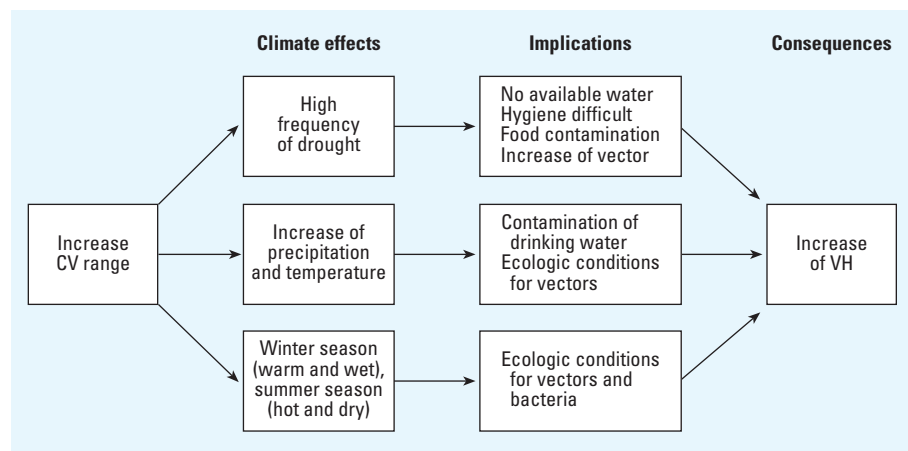 Climate effects
Implications
Consequences
High
frequency
of drought
No available water
Hygiene difficult
Food contamination
Increase of vector
Increase
CV range
Increase of
precipitation
and temperature
Contamination of
drinking water
Ecologic conditions
for vectors
Increase
of VH
Winter season
(warm and wet),
summer season
(hot and dry)
Ecologic conditions
for vectors and
bacteria